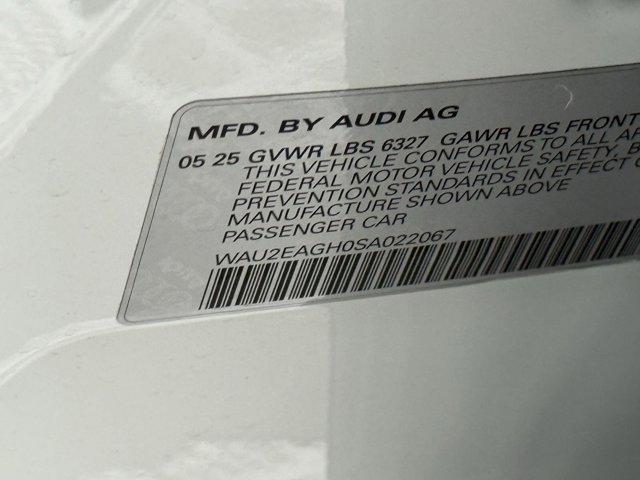 MFD. BY AUDI AG
05 25 GVWR LBS 6327 GAWR LBS FRONT
THIS VEHICLE CONFORMS TO ALL
FEDERAL MOTOR VEHICLE SAFETY,
PREVENTION STANDARDS IN EFFECT
MANUFACTURE SHOWN ABOVE
PASSENGER CAR
WAU2EAGH0SA022067